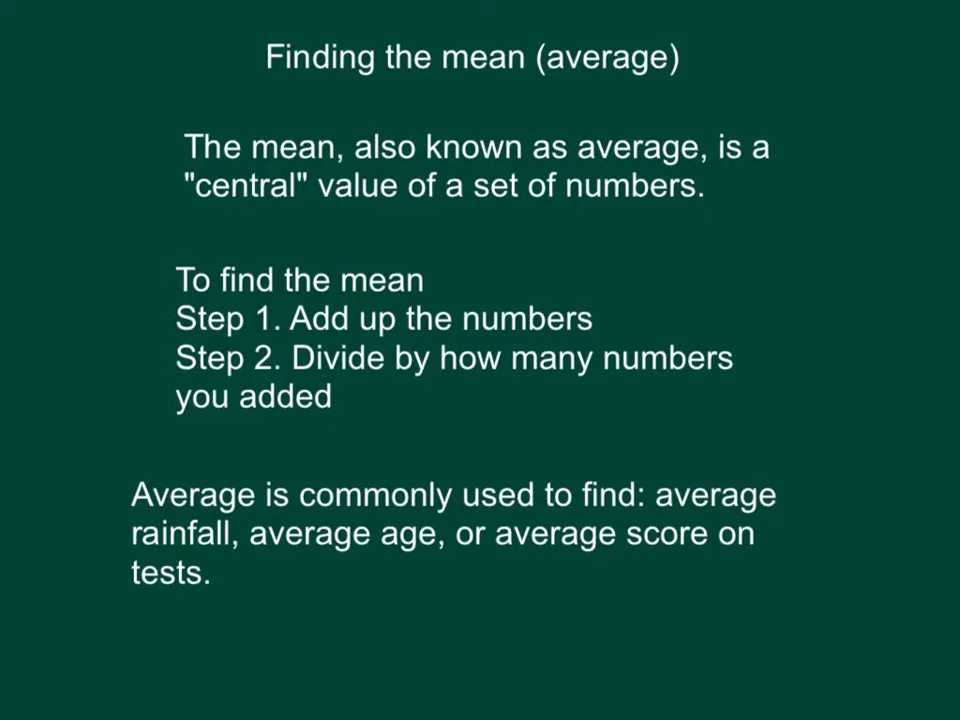 Finding the mean (average)
The mean, also known as average, is a
"central" value of a set of numbers.
To find the mean
Step 1. Add up the numbers
Step 2. Divide by how many numbers
you added
Average is commonly used to find: average
rainfall, average age, or average score on
tests.